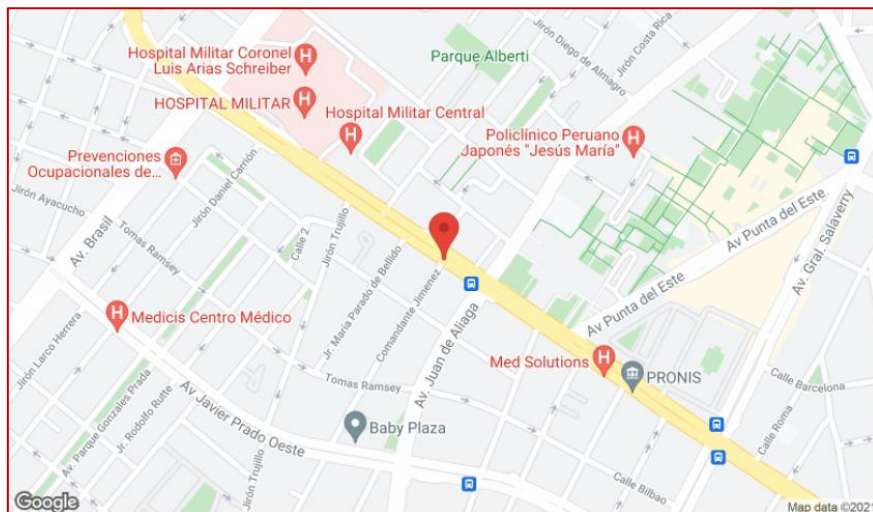 Hospital Militar Coronel
Luis Arias Schreiber
HOSPITAL MILITAR
Hospital Militar Central
Parque Alberti
Jirón Diego de Almagro
Jirón Costa Rica
Policlínico Peruano
Japonés "Jesús María"
Prevenciones
Ocupacionales de...
Jirón Daniel Carrión
Jirón Ayacucho
Av. Brasil
Tomas Ramsey
Calle 2
Jirón Trujillo
Jr. María Parado de Bellido
Comandante Jimenez
Av Punta del Este
Av. Gral. Salaverry
Av Punta del Este
Medicis Centro Médico
Jirón Larco Herrera
Av. Juan de Aliaga
Med Solutions
PRONIS
Calle Barcelona
Tomas Ramsey
Av. Parque Gonzales Prada
Jr. Rodolfo Rutte
Av Javier Prado Oeste
Baby Plaza
Calle Roma
Jirón Trujillo
Calle Bilbao
Google
Map data ©2021